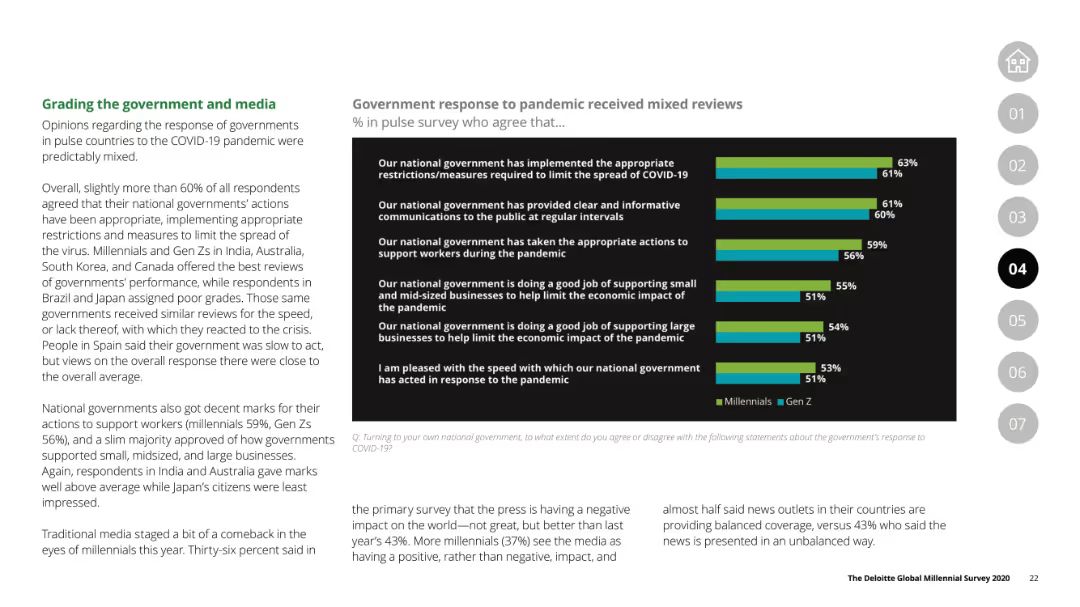 Grading the government and media
Opinions regarding the response of governments
in pulse countries to the COVID-19 pandemic were
predictably mixed.
Overall, slightly more than 60% of all respondents
agreed that their national governments’ actions
have been appropriate, implementing appropriate
restrictions and measures to limit the spread of
the virus. Millennials and Gen Zs in India, Australia,
South Korea, and Canada offered the best reviews
of governments’ performance, while respondents in
Brazil and Japan assigned poor grades. Those same
governments received similar reviews for the speed,
or lack thereof, with which they reacted to the crisis.
People in Spain said their government was slow to act,
but views on the overall response there were close to
the overall average.
National governments also got decent marks for their
actions to support workers (millennials 59%, Gen Zs
56%), and a slim majority approved of how governments
supported small, midsized, and large businesses.
Again, respondents in India and Australia gave marks
well above average while Japan’s citizens were least
impressed.
Traditional media staged a bit of a comeback in the
eyes of millennials this year. Thirty-six percent said in
Government response to pandemic received mixed reviews
% in pulse survey who agree that...
Our national government has implemented the appropriate
restrictions/measures required to limit the spread of COVID-19
63%
61%
Our national government has provided clear and informative
communications to the public at regular intervals
61%
60%
Our national government has taken the appropriate actions to
support workers during the pandemic
59%
56%
Our national government is doing a good job of supporting small
and mid-sized businesses to help limit the economic impact of
the pandemic
55%
51%
Our national government is doing a good job of supporting large
businesses to help limit the economic impact of the pandemic
54%
51%
I am pleased with the speed with which our national government
has acted in response to the pandemic
53%
51%
Millennials Gen Z
Q: Turning to your own national government, to what extent do you agree or disagree with the following statements about the government’s response to
COVID-19?
the primary survey that the press is having a negative
impact on the world—not great, but better than last
year’s 43%. More millennials (37%) see the media as
having a positive, rather than negative, impact, and
almost half said news outlets in their countries are
providing balanced coverage, versus 43% who said the
news is presented in an unbalanced way.
01
02
03
04
05
06
07
The Deloitte Global Millennial Survey 2020 22